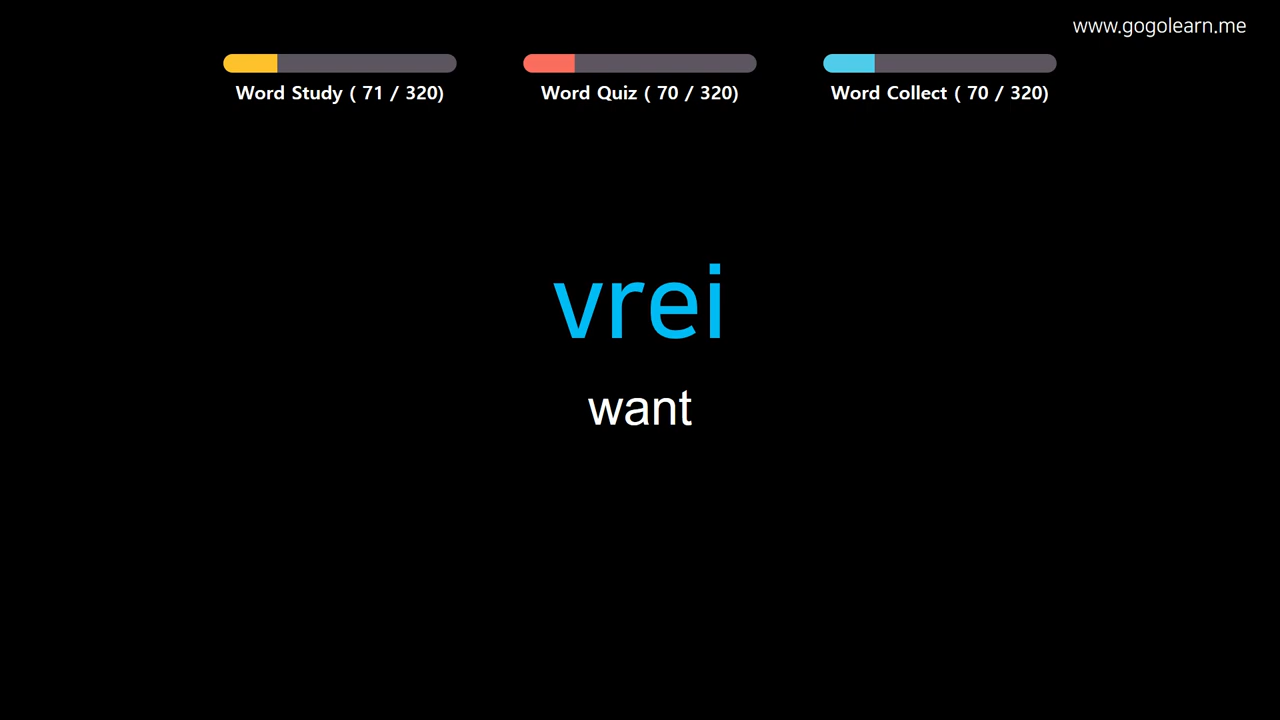 www.gogolearn.me
Word Study ( 71 / 320)
Word Quiz ( 70 / 320)
Word Collect ( 70 / 320)
vrei
want